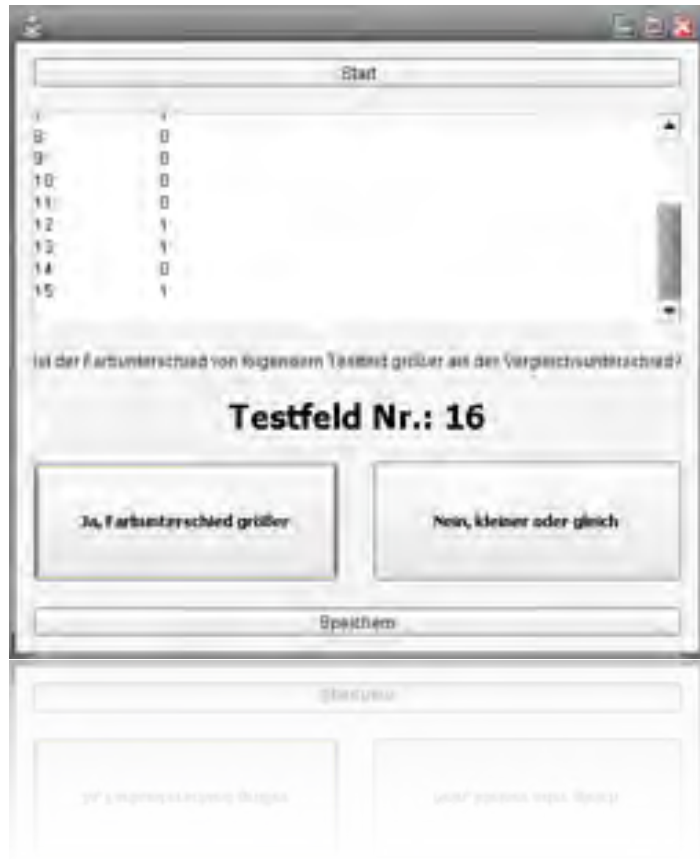 Start
8 0
9 0
10 0
11 0
12 1
13 1
14 0
15 1
Ist der Farbunterschied von folgendem Testfeld größer als der Vergleichsunterschied?
Testfeld Nr.: 16
Ja, Farbunterschied größer
Nein, kleiner oder gleich
Speichern